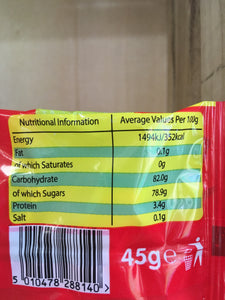 Nutritional Information Average Values Per 100g
Energy 1494kJ/352kcal
Fat 0.1g
of which Saturates 0g
Carbohydrate 82.0g
of which Sugars 78.9g
Protein 3.4g
Salt 0.1g
45g e
5 010478 288140 >